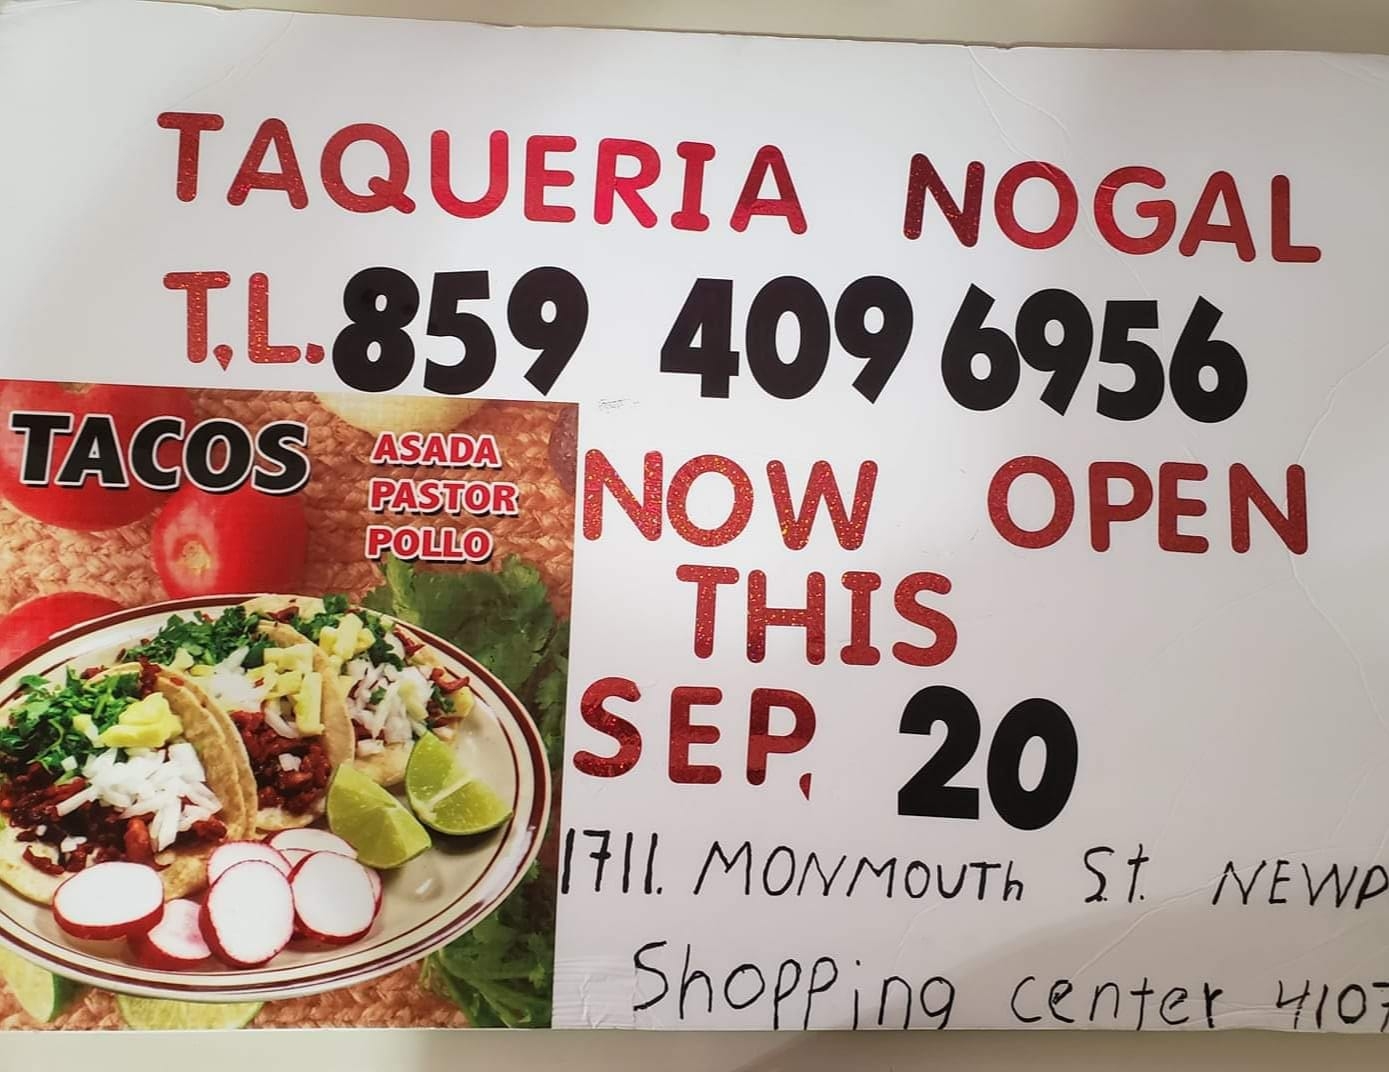 TAQUERIA NOGAL
T.L. 859 409 6956
TACOS
ASADA
PASTOR
POLLO
NOW OPEN
THIS
SEP. 20
1711. MONMOUTh St. NEWP
Shopping center 4107